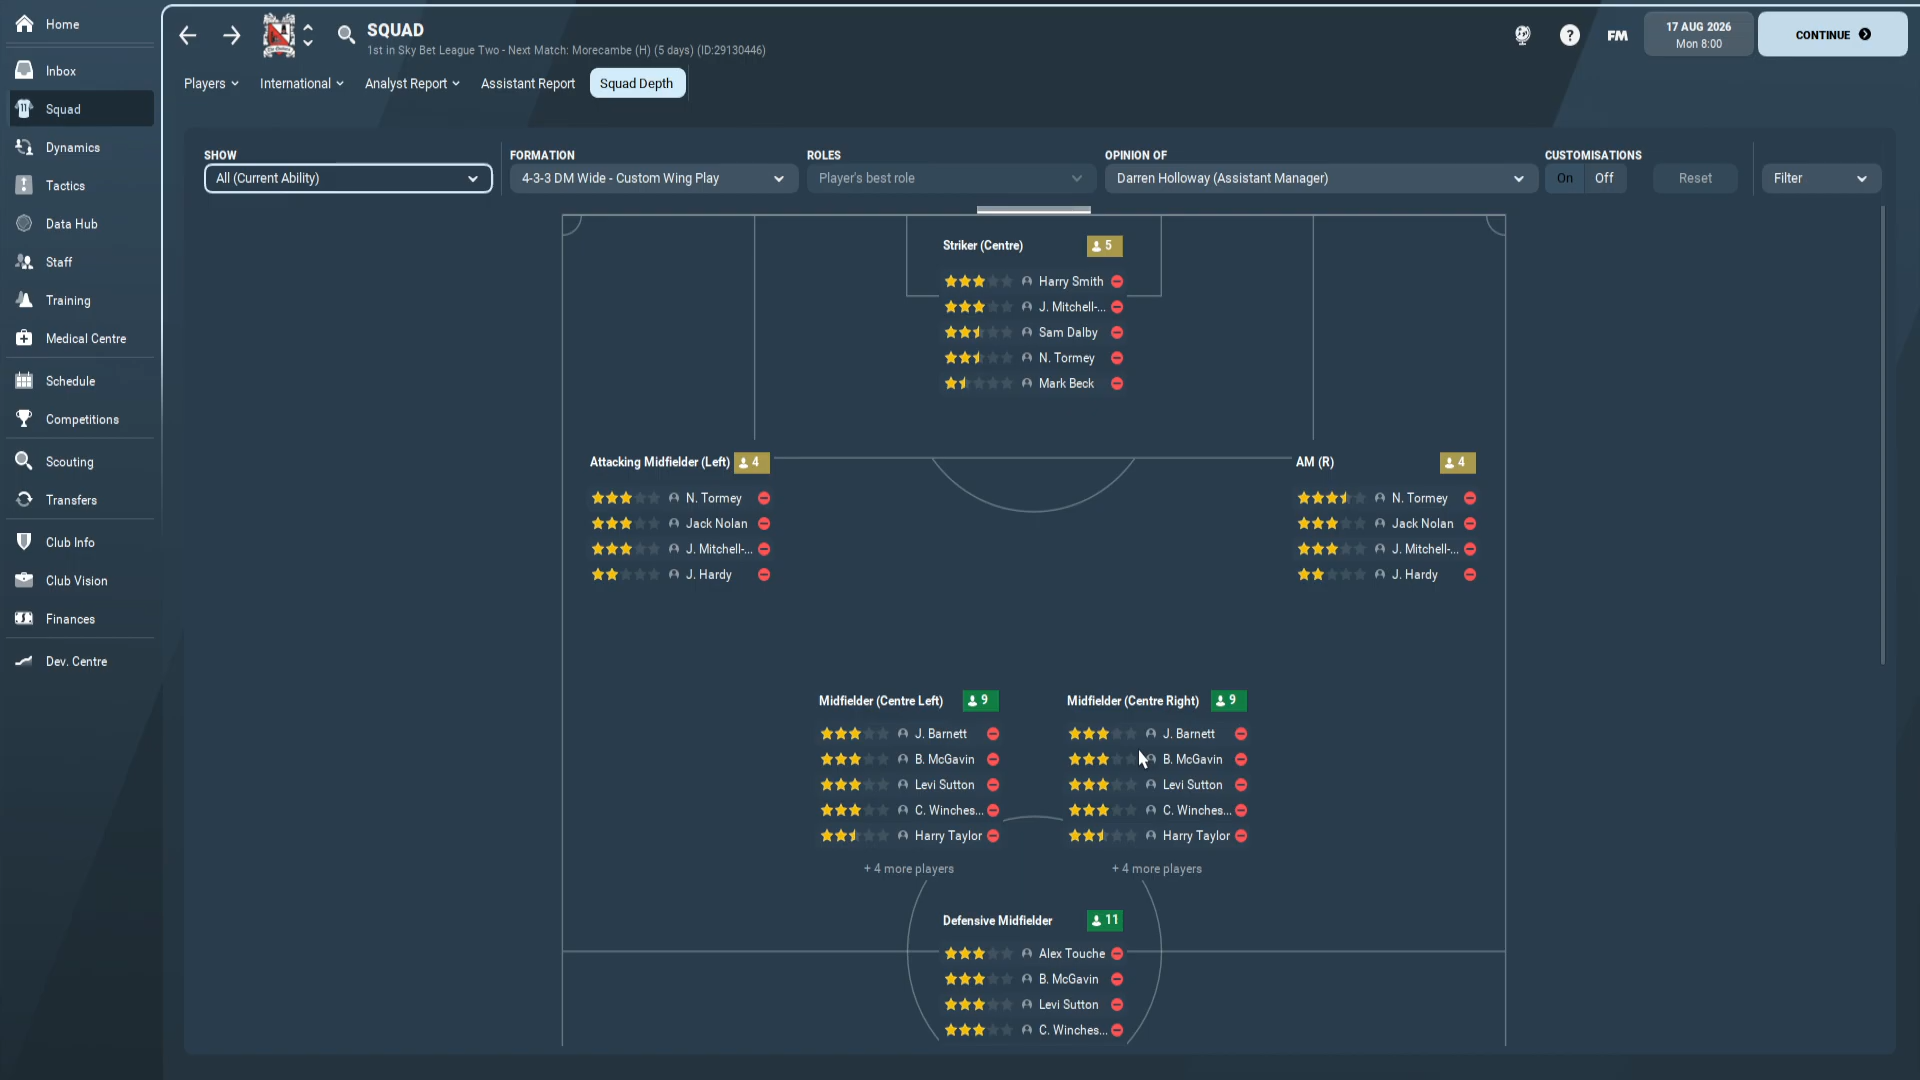 Home
Inbox
Squad
Dynamics
Tactics
Data Hub
Staff
Training
Medical Centre
Schedule
Competitions
Scouting
Transfers
Club Info
Club Vision
Finances
Dev. Centre
SQUAD
1st in Sky Bet League Two - Next Match: Morecambe (H) (5 days) (ID:29130446)
FM
17 AUG 2026
Mon 8:00
CONTINUE
Players
International
Analyst Report
Assistant Report
Squad Depth
SHOW
All (Current Ability)
FORMATION
4-3-3 DM Wide - Custom Wing Play
ROLES
Player's best role
OPINION OF
Darren Holloway (Assistant Manager)
CUSTOMISATIONS
On
Off
Reset
Filter
Striker (Centre) 5
Harry Smith
J. Mitchell-...
Sam Dalby
N. Tormey
Mark Beck
Attacking Midfielder (Left) 4
N. Tormey
Jack Nolan
J. Mitchell-...
J. Hardy
AM (R) 4
N. Tormey
Jack Nolan
J. Mitchell-...
J. Hardy
Midfielder (Centre Left) 9
J. Barnett
B. McGavin
Levi Sutton
C. Winches...
Harry Taylor
+ 4 more players
Midfielder (Centre Right) 9
J. Barnett
B. McGavin
Levi Sutton
C. Winches...
Harry Taylor
+ 4 more players
Defensive Midfielder 11
Alex Touche
B. McGavin
Levi Sutton
C. Winches...